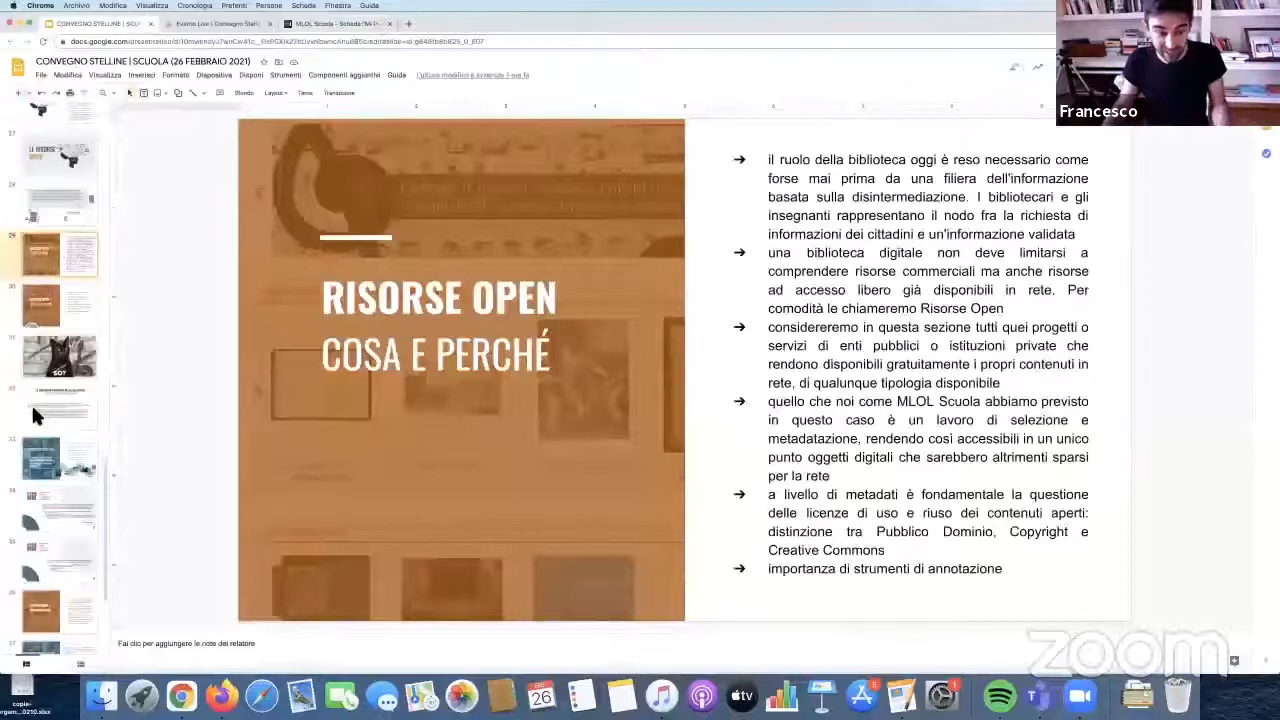 Chrome Archivio Modifica Visualizza Cronologia Preferiti Persone Scheda Finestra Guida
CONVEGNO STELLINE | SCUOLA (26 FEBBRAIO 2021)
File Modifica Visualizza Inserisci Formato Diapositiva Disponi Strumenti Componenti aggiuntivi Guida
Sfondo Layout Tema Transizione
Francesco
RISORSE OPEN
COSA E PERCHÉ
➔ il ruolo della biblioteca oggi è reso necessario come
forse mai prima da una filiera dell'informazione
basata sulla disintermediazione. I bibliotecari e gli
insegnanti rappresentano il nodo fra la richiesta di
informazioni dei cittadini e un'informazione validata
➔ biblioteca digitale deve limitarsi a
comprendere risorse commerciali ma anche risorse
ad accesso libero già disponibili in rete. Per
comodità le chiameremo Risorse Open
➔ considereremo in questa sezione tutti quei progetti o
servizi di enti pubblici o istituzioni private che
rendono disponibili gratuitamente i propri contenuti in
rete, di qualunque tipologia disponibile
➔ quello che noi come MLOL Scuola abbiamo previsto
in questo caso è un lavoro di selezione e
metadatazione, rendendo così accessibili in un unico
punto oggetti digitali che sarebbero altrimenti sparsi
per la rete
➔ a livello di metadati è fondamentale la questione
delle licenze di uso e riuso dei contenuti aperti:
distinzione tra Pubblico Dominio, Copyright e
Creative Commons
➔ importanza di strumenti di annotazione
SO?
Fai clic per aggiungere le note del relatore
zoom
tv